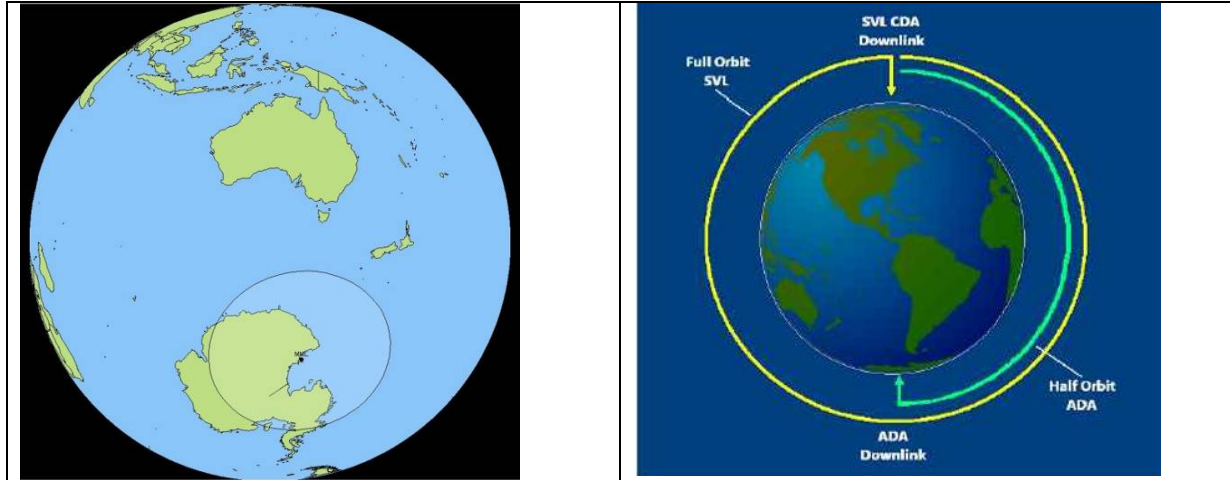 SVL CDA
Downlink
Full Orbit
SVL
Half Orbit
ADA
ADA
Downlink